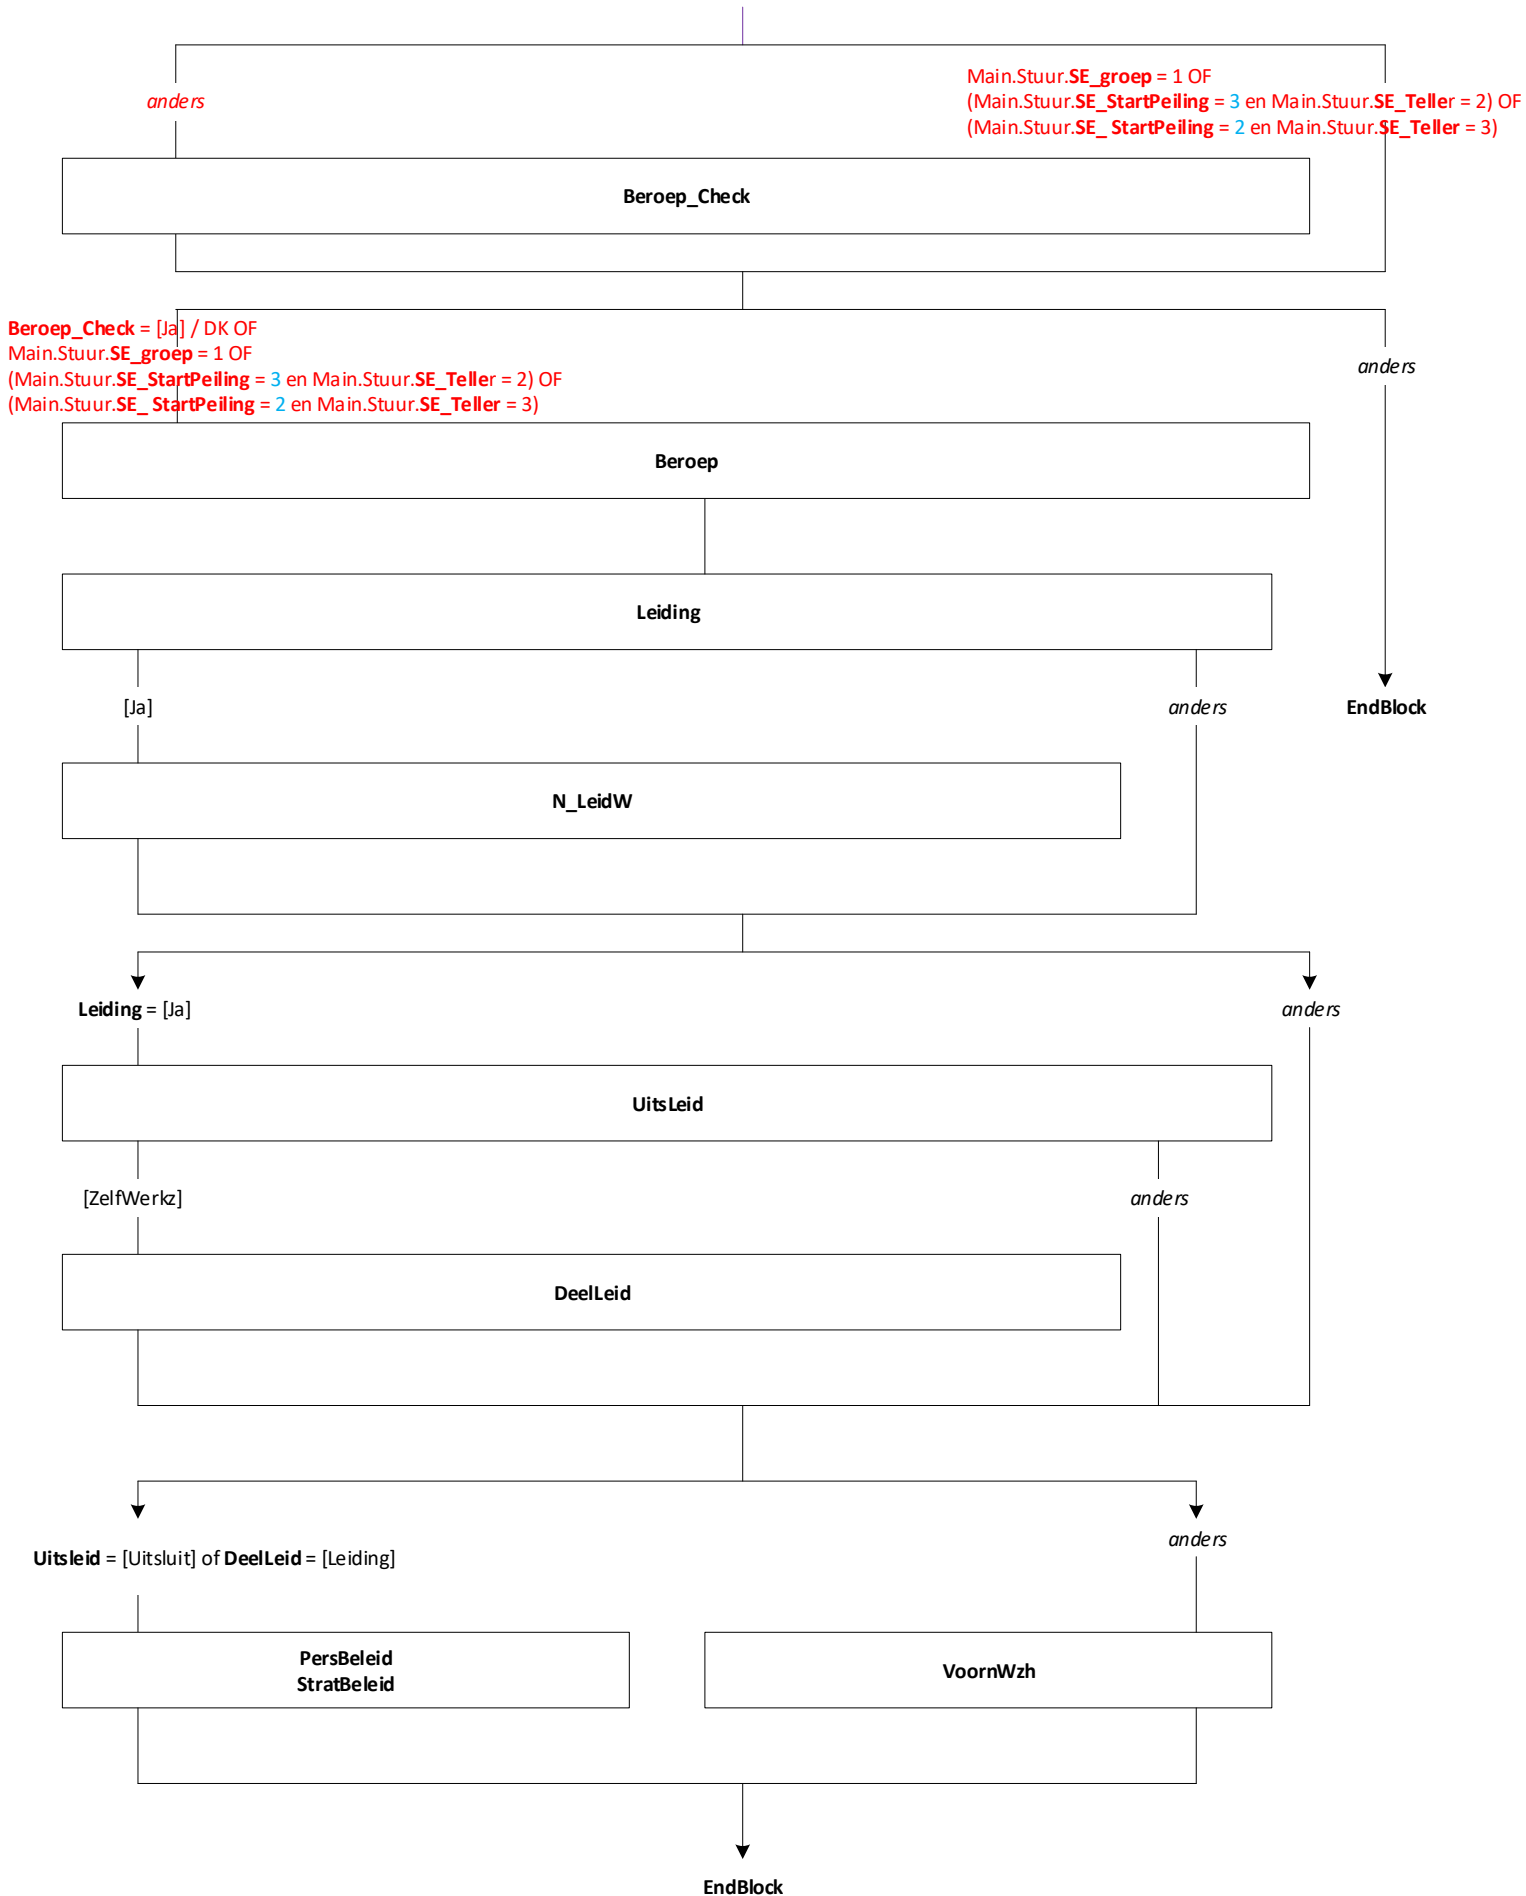 anders
Main.Stuur.SE_groep = 1 OF
(Main.Stuur.SE_StartPeiling = 3 en Main.Stuur.SE_Teller = 2) OF
(Main.Stuur.SE_ StartPeiling = 2 en Main.Stuur.SE_Teller = 3)
Beroep_Check
Beroep_Check = [Ja] / DK OF
Main.Stuur.SE_groep = 1 OF
(Main.Stuur.SE_StartPeiling = 3 en Main.Stuur.SE_Teller = 2) OF
(Main.Stuur.SE_ StartPeiling = 2 en Main.Stuur.SE_Teller = 3)
anders
Beroep
Leiding
[Ja]
anders
EndBlock
N_LeidW
Leiding = [Ja]
anders
UitsLeid
[ZelfWerkz]
anders
DeelLeid
Uitsleid = [Uitsluit] of DeelLeid = [Leiding]
anders
PersBeleid
StratBeleid
VoornWzh
EndBlock